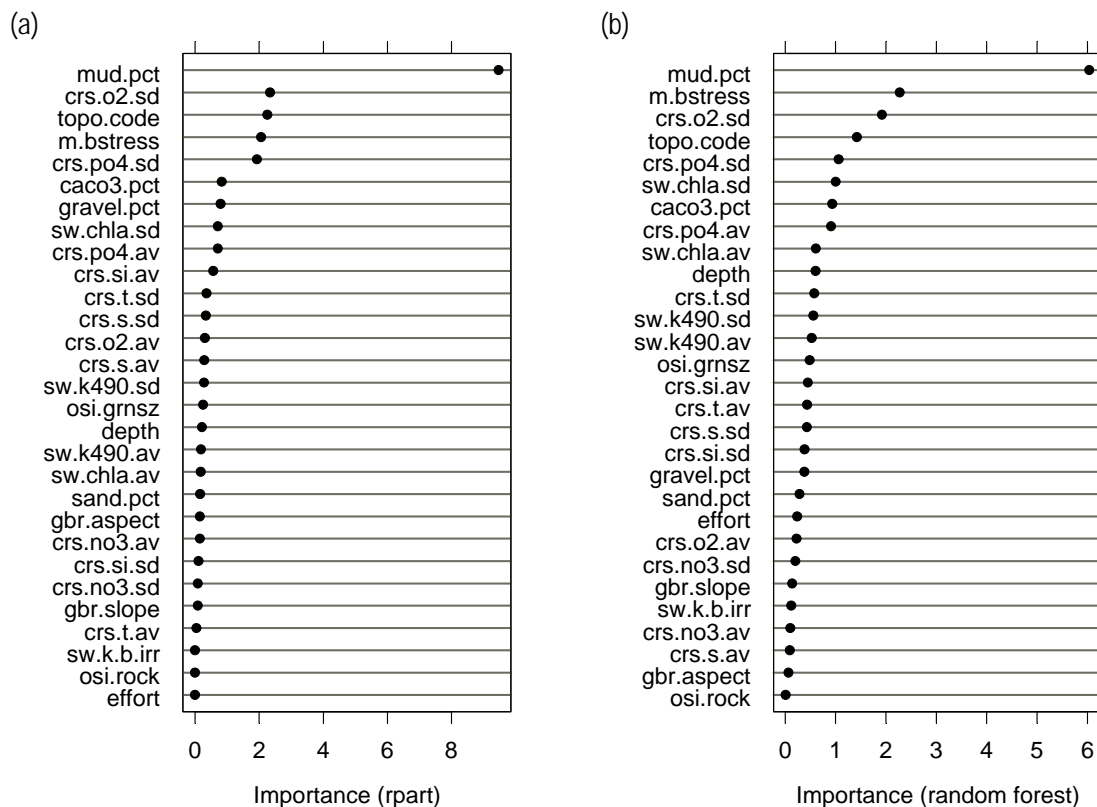 (a)
mud.pct
crs.o2.sd
topo.code
m.bstress
crs.po4.sd
caco3.pct
gravel.pct
sw.chla.sd
crs.po4.av
crs.si.av
crs.t.sd
crs.s.sd
crs.o2.av
crs.s.av
sw.k490.sd
osi.grnsz
depth
sw.k490.av
sw.chla.av
sand.pct
gbr.aspect
crs.no3.av
crs.si.sd
crs.no3.sd
gbr.slope
crs.t.av
sw.k.b.irr
osi.rock
effort
0 2 4 6 8
Importance (rpart)
(b)
mud.pct
m.bstress
crs.o2.sd
topo.code
crs.po4.sd
sw.chla.sd
caco3.pct
crs.po4.av
sw.chla.av
depth
crs.t.sd
sw.k490.sd
sw.k490.av
osi.grnsz
crs.si.av
crs.t.av
crs.s.sd
crs.si.sd
gravel.pct
sand.pct
effort
crs.o2.av
crs.no3.sd
gbr.slope
sw.k.b.irr
crs.no3.av
crs.s.av
gbr.aspect
osi.rock
0 1 2 3 4 5 6
Importance (random forest)